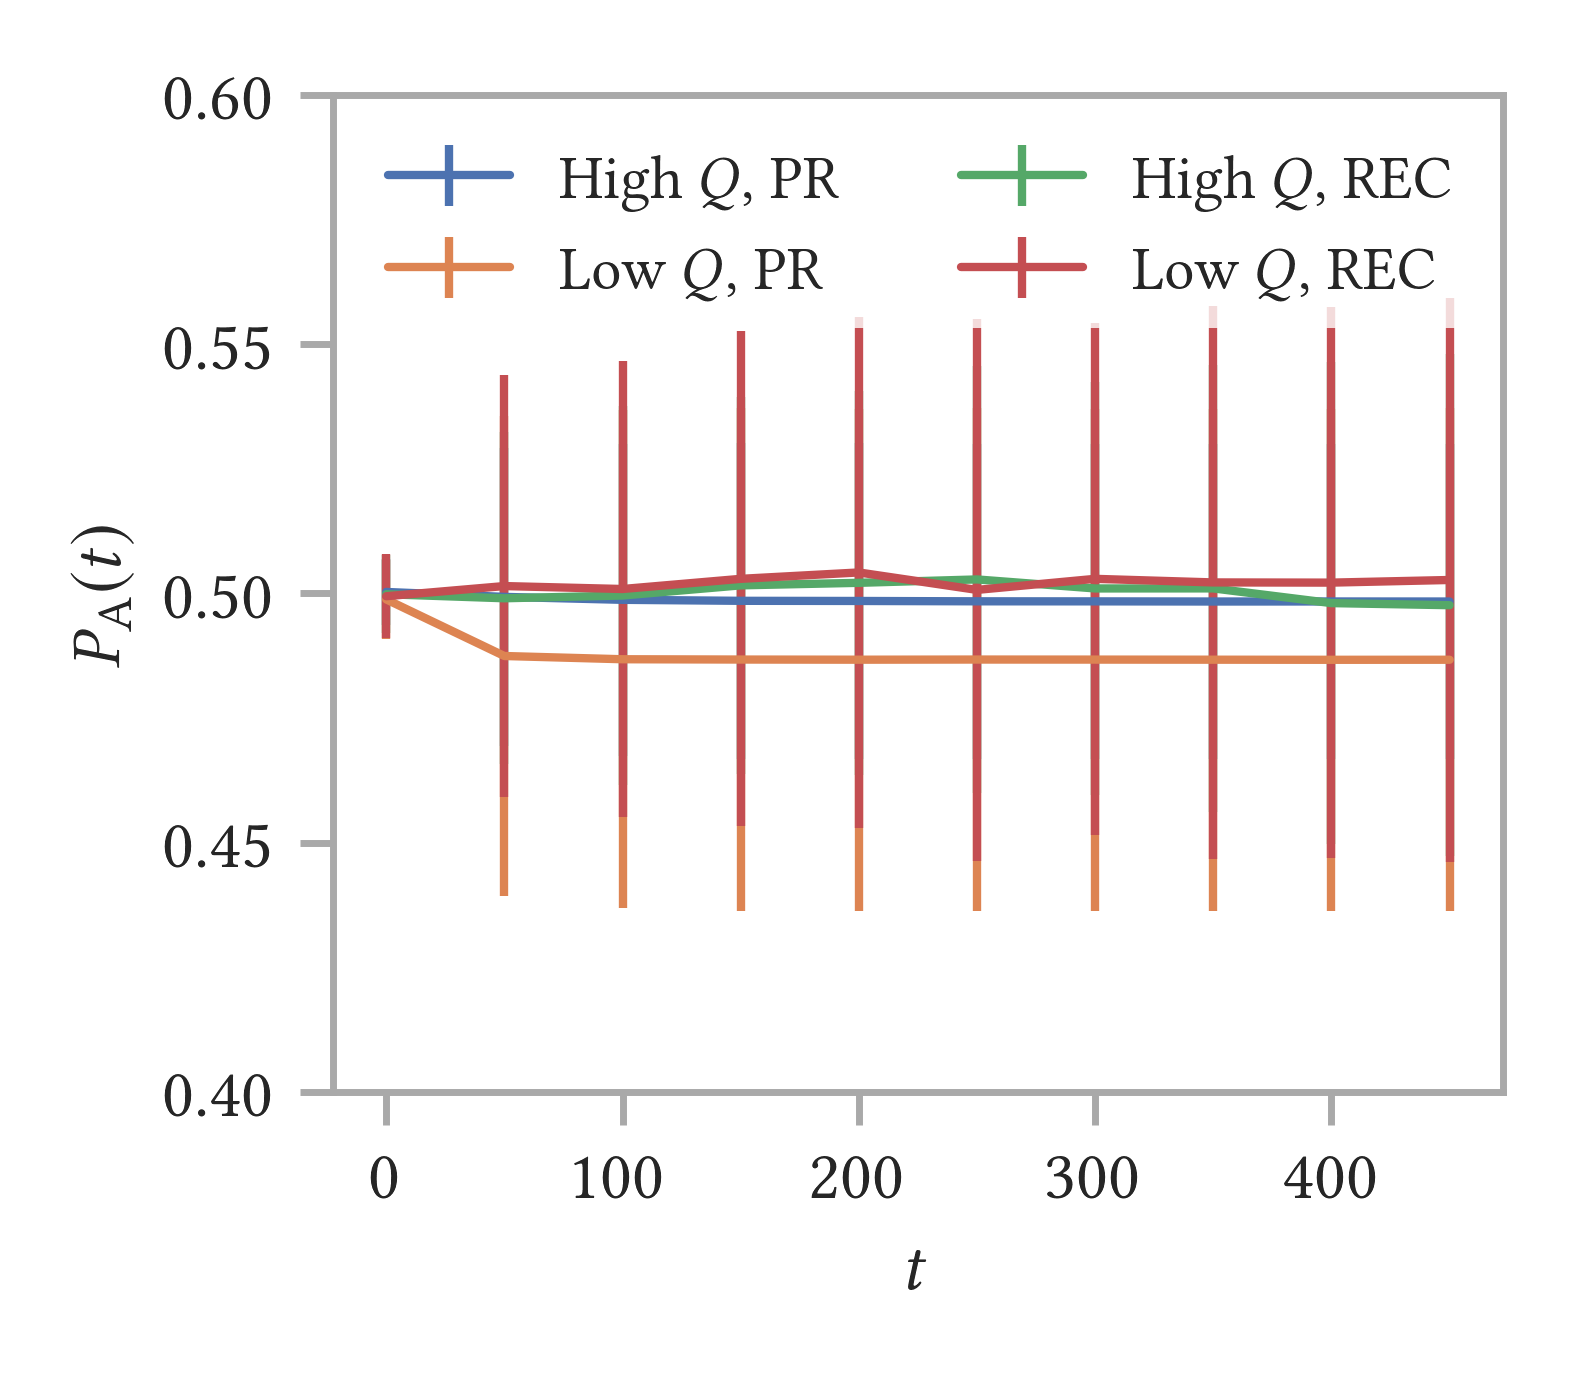 0.60
High Q, PR
High Q, REC
Low Q, PR
Low Q, REC
0.55
0.50
0.45
0.40
P_A(t)
0 100 200 300 400
t